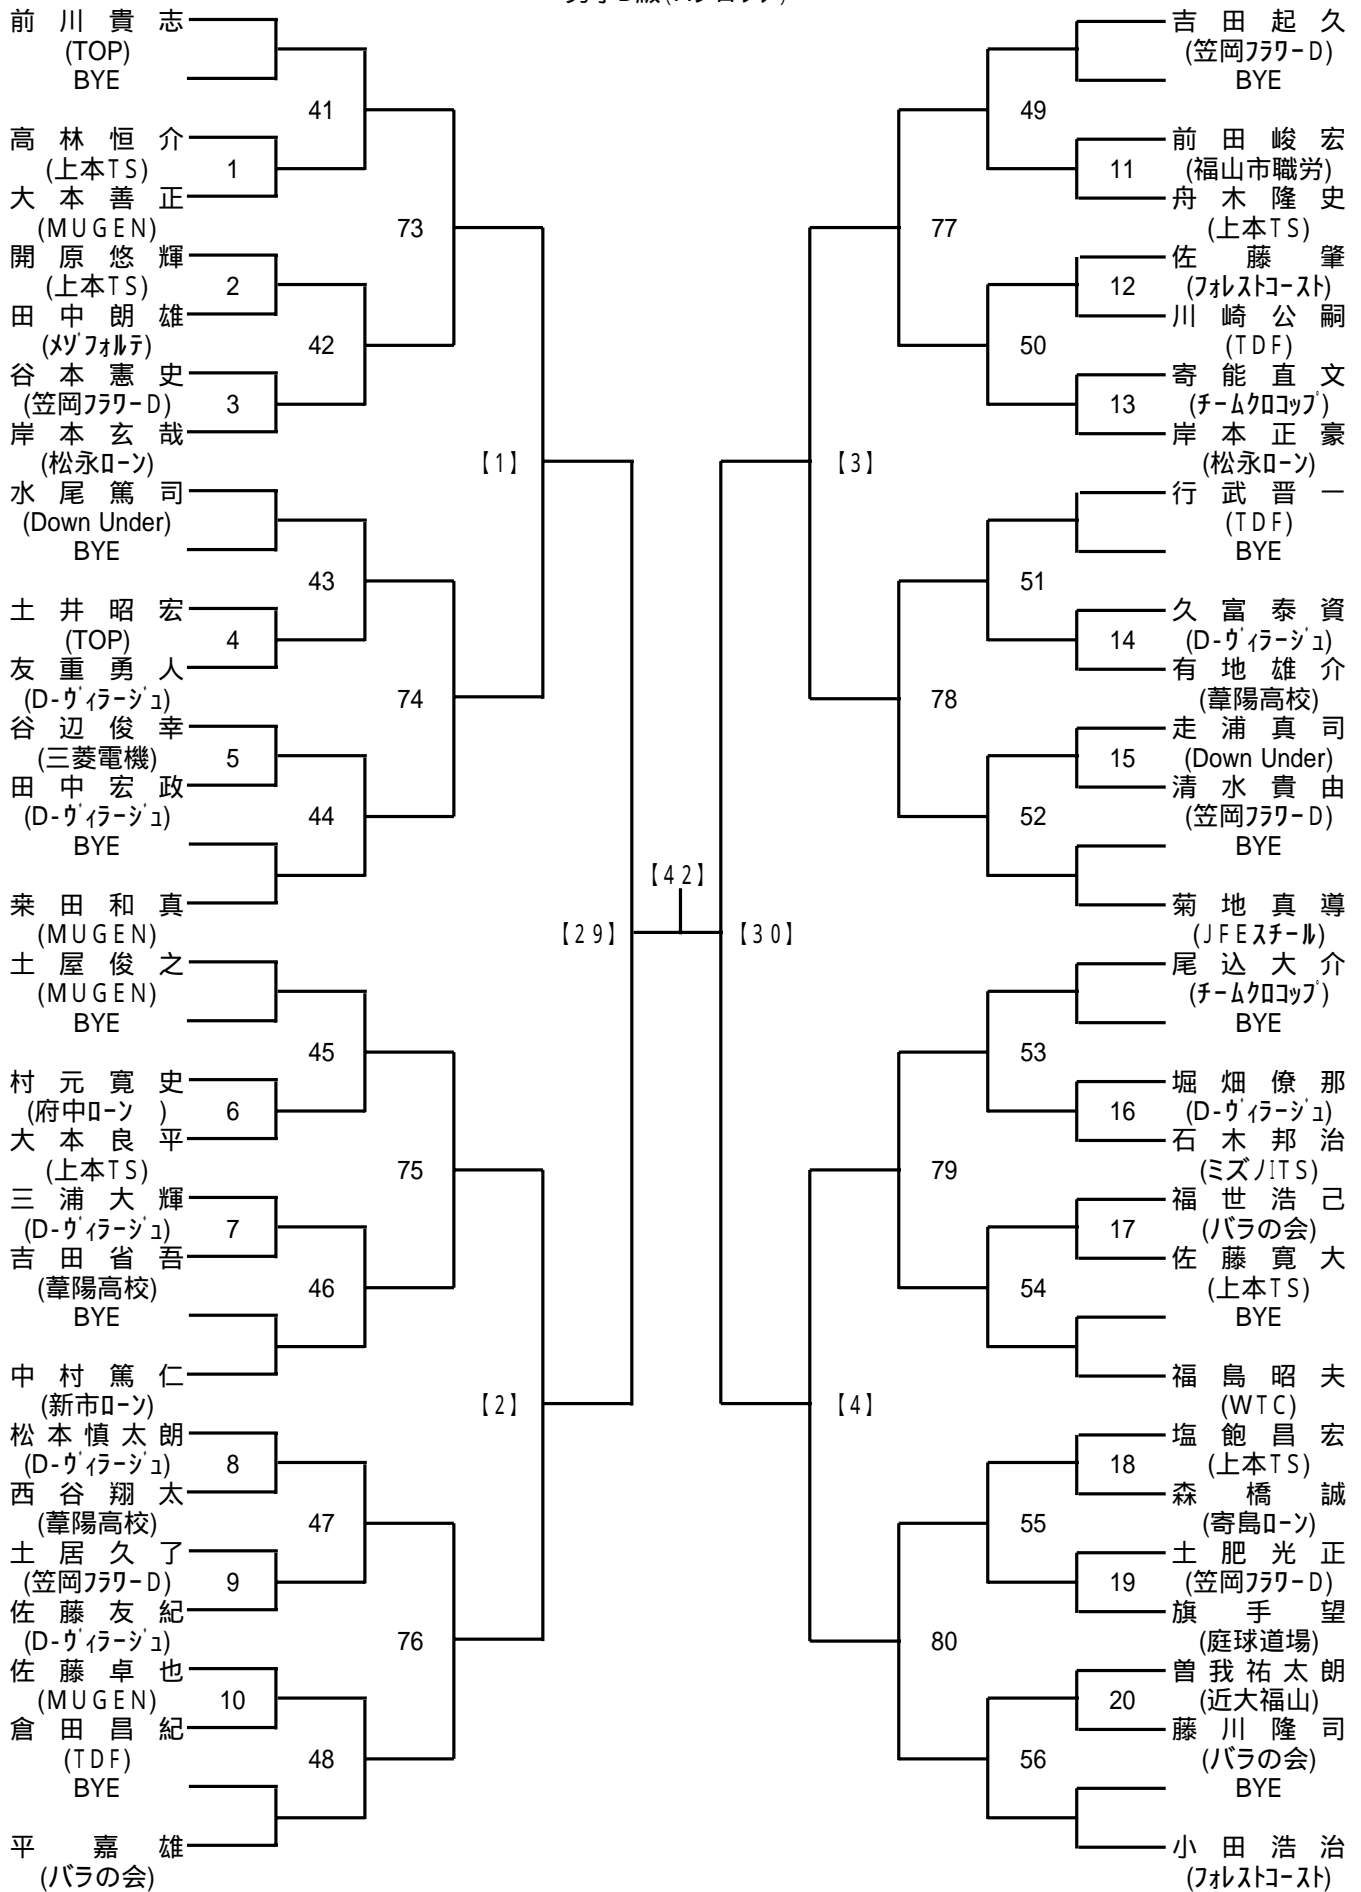 前川貴志
(TOP)
BYE
41
高林恒介
(上本TS)
1
大本善正
(MUGEN)
73
開原悠輝
(上本TS)
2
田中朗雄
(メゾフォルテ)
42
谷本憲史
(笠岡フラワーD)
3
岸本玄哉
(松永ローン)
【1】
水尾篤司
(Down Under)
BYE
43
土井昭宏
(TOP)
4
友重勇人
(D-ヴィラージュ)
74
谷辺俊幸
(三菱電機)
5
田中宏政
(D-ヴィラージュ)
44
BYE
桒田和真
(MUGEN)
【29】
土屋俊之
(MUGEN)
BYE
45
村元寛史
(府中ローン )
6
大本良平
(上本TS)
75
三浦大輝
(D-ヴィラージュ)
7
吉田省吾
(葦陽高校)
46
BYE
中村篤仁
(新市ローン)
【2】
松本慎太朗
(D-ヴィラージュ)
8
西谷翔太
(葦陽高校)
47
土居久了
(笠岡フラワーD)
9
佐藤友紀
(D-ヴィラージュ)
76
佐藤卓也
(MUGEN)
10
倉田昌紀
(TDF)
48
BYE
平嘉雄
(バラの会)
【42】
吉田起久
(笠岡フラワーD)
BYE
49
前田峻宏
11
(福山市職労)
舟木隆史
(上本TS)
77
佐藤肇
12
(フォレストコースト)
川崎公嗣
(TDF)
50
寄能直文
13
(チームクロコップ)
岸本正豪
(松永ローン)
【3】
行武晋一
(TDF)
BYE
51
久富泰資
14
(D-ヴィラージュ)
有地雄介
(葦陽高校)
78
走浦真司
15
(Down Under)
清水貴由
(笠岡フラワーD)
52
BYE
菊地真導
(JFEスチール)
【30】
尾込大介
(チームクロコップ)
BYE
53
堀畑僚那
16
(D-ヴィラージュ)
石木邦治
(ミズノITS)
79
福世浩己
17
(バラの会)
佐藤寛大
(上本TS)
54
BYE
福島昭夫
(WTC)
【4】
塩飽昌宏
18
(上本TS)
森橋誠
(寄島ローン)
55
土肥光正
19
(笠岡フラワーD)
旗手望
(庭球道場)
80
曽我祐太朗
20
(近大福山)
藤川隆司
(バラの会)
56
BYE
小田浩治
(フォレストコースト)